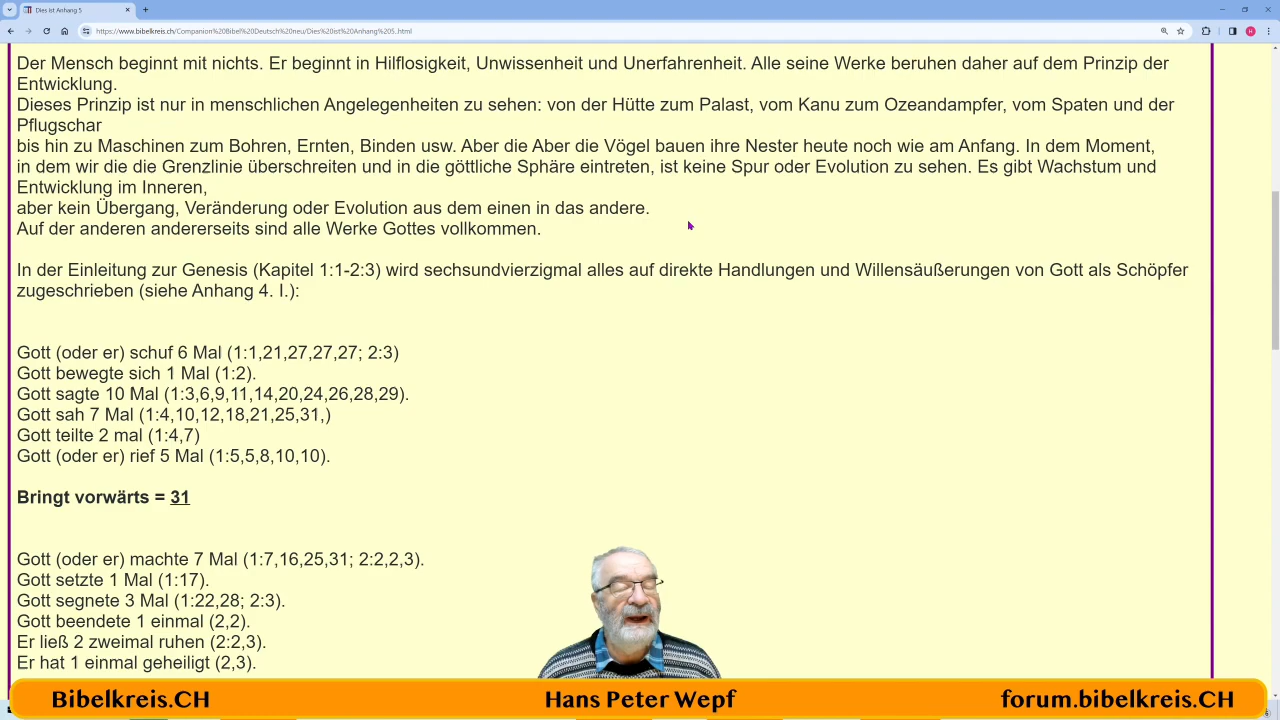 Dies ist Anhang 5
https://www.bibelkreis.ch/Companion%20Bibel%20Deutsch%20neu/Dies%20ist%20Anhang%205..html
Der Mensch beginnt mit nichts. Er beginnt in Hilflosigkeit, Unwissenheit und Unerfahrenheit. Alle seine Werke beruhen daher auf dem Prinzip der
Entwicklung.
Dieses Prinzip ist nur in menschlichen Angelegenheiten zu sehen: von der Hütte zum Palast, vom Kanu zum Ozeandampfer, vom Spaten und der
Pflugschar
bis hin zu Maschinen zum Bohren, Ernten, Binden usw. Aber die Aber die Vögel bauen ihre Nester heute noch wie am Anfang. In dem Moment,
in dem wir die die Grenzlinie überschreiten und in die göttliche Sphäre eintreten, ist keine Spur oder Evolution zu sehen. Es gibt Wachstum und
Entwicklung im Inneren,
aber kein Übergang, Veränderung oder Evolution aus dem einen in das andere.
Auf der anderen andererseits sind alle Werke Gottes vollkommen.
In der Einleitung zur Genesis (Kapitel 1:1-2:3) wird sechsundvierzigmal alles auf direkte Handlungen und Willensäußerungen von Gott als Schöpfer
zugeschrieben (siehe Anhang 4. I.):
Gott (oder er) schuf 6 Mal (1:1,21,27,27,27; 2:3)
Gott bewegte sich 1 Mal (1:2).
Gott sagte 10 Mal (1:3,6,9,11,14,20,24,26,28,29).
Gott sah 7 Mal (1:4,10,12,18,21,25,31,)
Gott teilte 2 mal (1:4,7)
Gott (oder er) rief 5 Mal (1:5,5,8,10,10).
Bringt vorwärts = 31
Gott (oder er) machte 7 Mal (1:7,16,25,31; 2:2,2,3).
Gott setzte 1 Mal (1:17).
Gott segnete 3 Mal (1:22,28; 2:3).
Gott beendete 1 einmal (2,2).
Er ließ 2 zweimal ruhen (2:2,3).
Er hat 1 einmal geheiligt (2,3).
Bibelkreis.CH
Hans Peter Wepf
forum.bibelkreis.CH